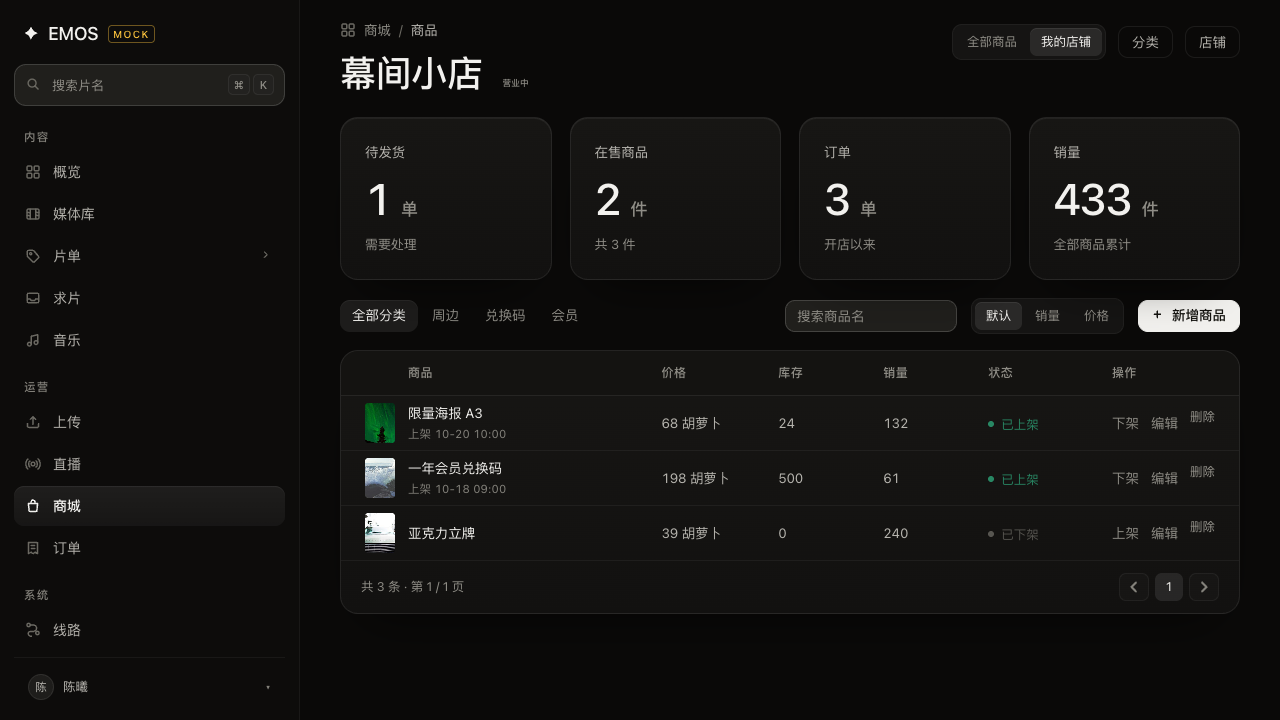 EMOS MOCK
搜索片名 ⌘ K
内容
概览
媒体库
片单
求片
音乐
运营
上传
直播
商城
订单
系统
线路
陈 陈曦
商城 / 商品
幕间小店 营业中
全部商品 我的店铺 分类 店铺
待发货
1 单
需要处理
在售商品
2 件
共 3 件
订单
3 单
开店以来
销量
433 件
全部商品累计
全部分类 周边 兑换码 会员
搜索商品名
默认 销量 价格
+ 新增商品
商品 价格 库存 销量 状态 操作
限量海报 A3
上架 10-20 10:00
68 胡萝卜 24 132 已上架 下架 编辑 删除
一年会员兑换码
上架 10-18 09:00
198 胡萝卜 500 61 已上架 下架 编辑 删除
亚克力立牌 39 胡萝卜 0 240 已下架 上架 编辑 删除
共 3 条 · 第 1 / 1 页
1